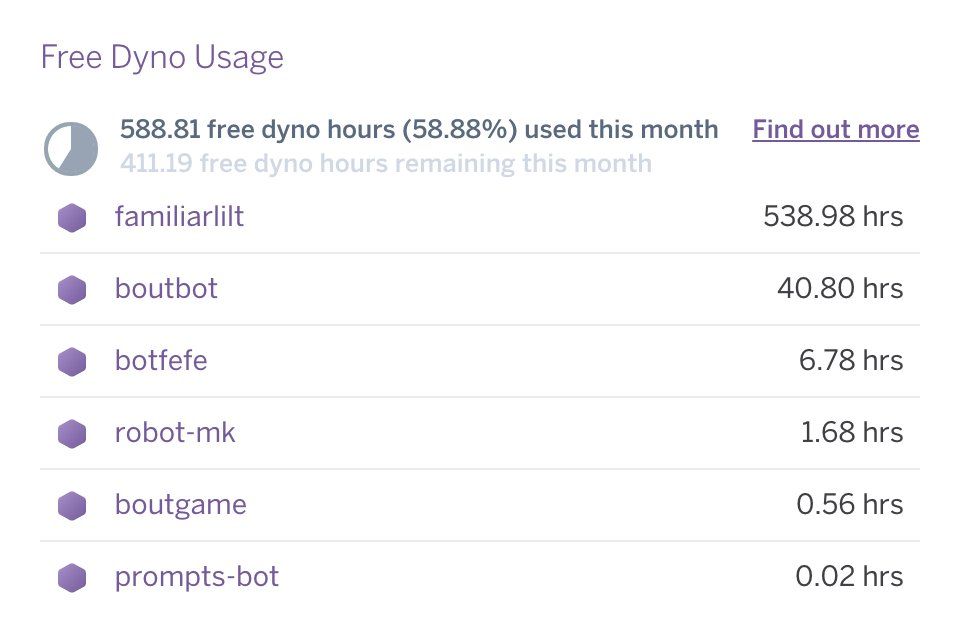 Free Dyno Usage
588.81 free dyno hours (58.88%) used this month Find out more
411.19 free dyno hours remaining this month
familiarlilt 538.98 hrs
boutbot 40.80 hrs
botfefe 6.78 hrs
robot-mk 1.68 hrs
boutgame 0.56 hrs
prompts-bot 0.02 hrs